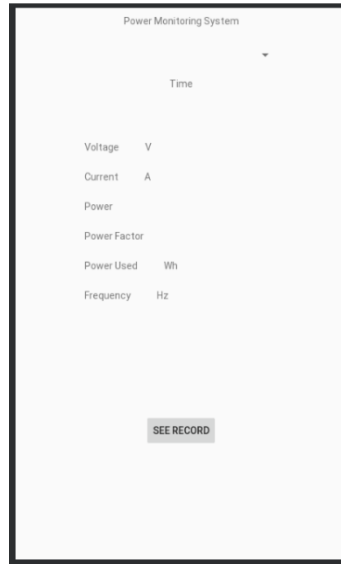 Power Monitoring System
Time
Voltage V
Current A
Power
Power Factor
Power Used Wh
Frequency Hz
SEE RECORD